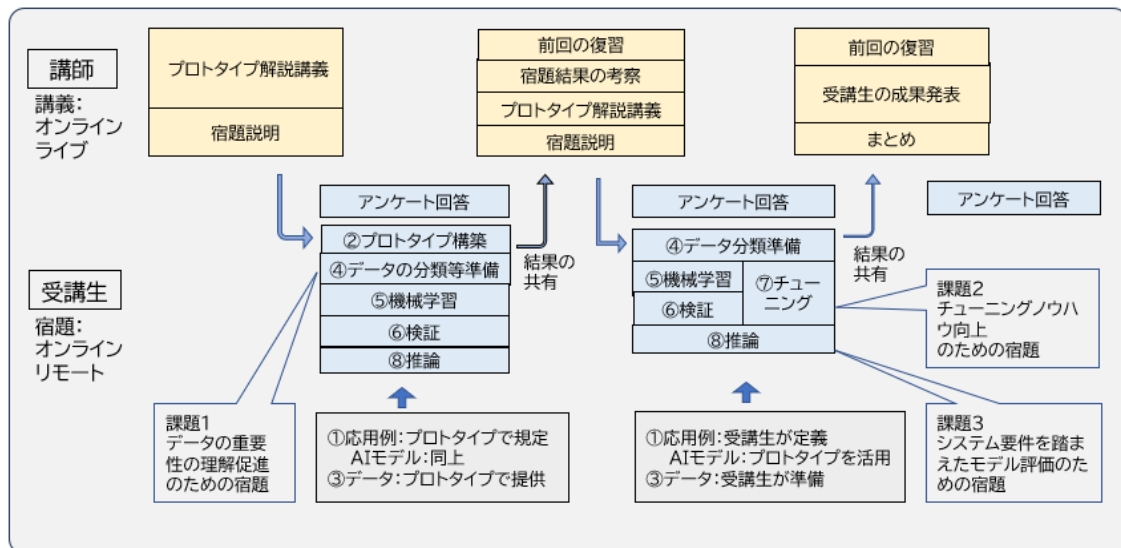 講師
講義:
オンライン
ライブ
プロトタイプ解説講義
宿題説明
前回の復習
宿題結果の考察
プロトタイプ解説講義
宿題説明
前回の復習
受講生の成果発表
まとめ
受講生
宿題:
オンライン
リモート
アンケート回答
②プロトタイプ構築
④データの分類等準備
⑤機械学習
⑥検証
⑧推論
結果の
共有
アンケート回答
④データ分類準備
⑤機械学習
⑥検証
⑦チュー
ニング
⑧推論
結果の
共有
アンケート回答
課題1
データの重要
性の理解促進
のための宿題
①応用例:プロトタイプで規定
AIモデル:同上
③データ:プロトタイプで提供
①応用例:受講生が定義
AIモデル:プロトタイプを活用
③データ:受講生が準備
課題2
チューニングノウハ
ウ向上
のための宿題
課題3
システム要件を踏ま
えたモデル評価のた
めの宿題